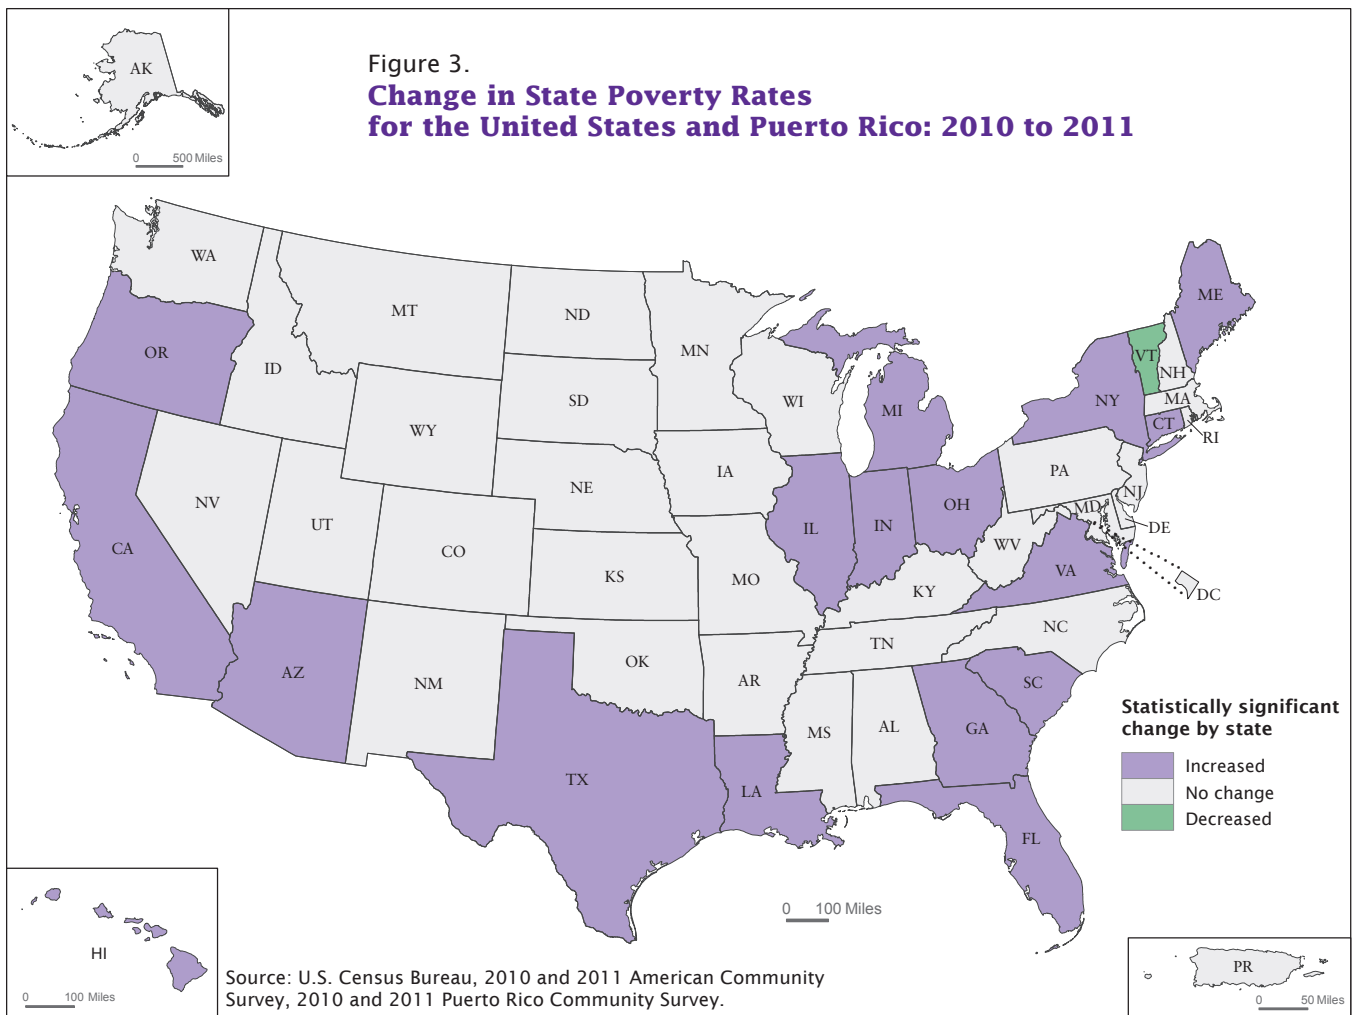 AK
0 500 Miles
Figure 3.
Change in State Poverty Rates
for the United States and Puerto Rico: 2010 to 2011
WA
MT
ND
MN
OR
ID
SD
WI
MI
ME
VT
NH
NY
MA
CT
RI
WY
IA
NE
PA
NJ
NV
UT
CO
IL
IN
OH
MD
DE
CA
KS
MO
WV
KY
VA
DC
AZ
NM
OK
AR
TN
NC
SC
MS
AL
GA
TX
LA
FL
Statistically significant
change by state
Increased
No change
Decreased
0 100 Miles
HI
0 100 Miles
Source: U.S. Census Bureau, 2010 and 2011 American Community
Survey, 2010 and 2011 Puerto Rico Community Survey.
PR
0 50 Miles